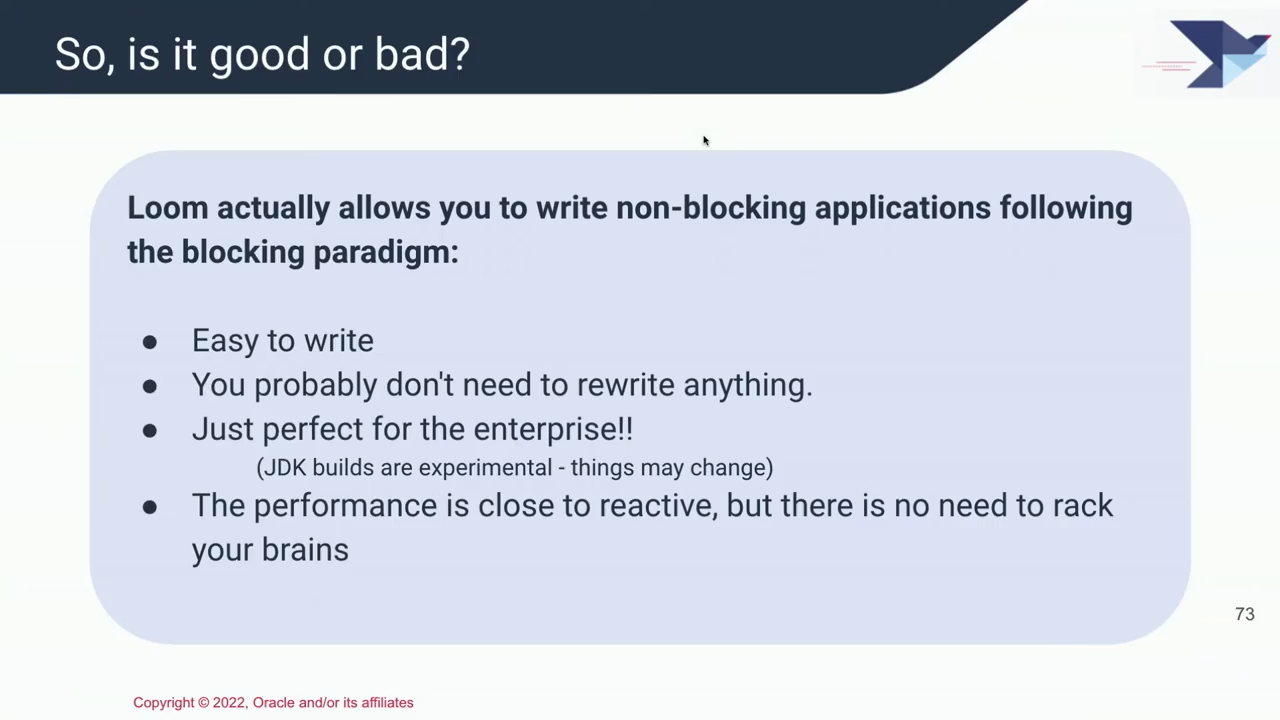 So, is it good or bad?
Loom actually allows you to write non-blocking applications following
the blocking paradigm:
● Easy to write
● You probably don't need to rewrite anything.
● Just perfect for the enterprise!!
(JDK builds are experimental - things may change)
● The performance is close to reactive, but there is no need to rack
your brains
73
Copyright © 2022, Oracle and/or its affiliates